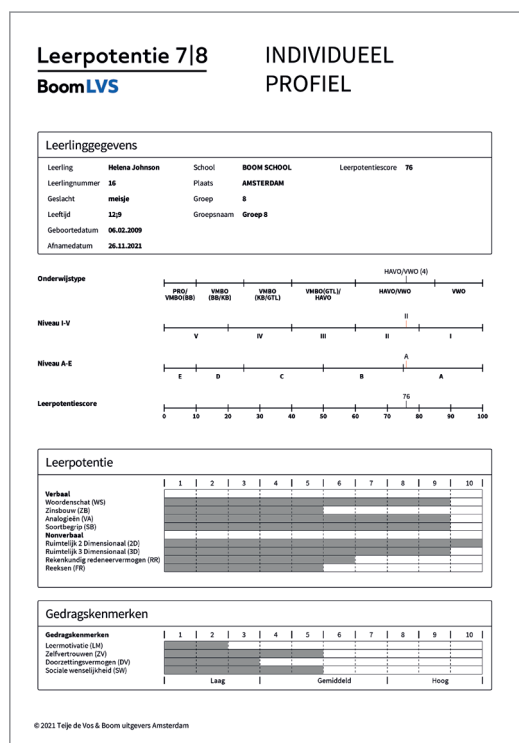 Leerpotentie 7|8
INDIVIDUEEL
PROFIEL
BoomLVS
Leerlinggegevens
Leerling Helena Johnson School BOOM SCHOOL Leerpotentiescore 76
Leerlingnummer 16 Plaats AMSTERDAM
Geslacht meisje Groep 8
Leeftijd 12;9 Groepsnaam Groep 8
Geboortedatum 06.02.2009
Afnamedatum 26.11.2021
HAVO/VWO (4)
Onderwijstype
PRO/ VMBO VMBO VMBO(GTL)/ HAVO/VWO VWO
VMBO(BB) (BB/KB) (KB/GTL) HAVO
II
Niveau I-V
V IV III II I
A
Niveau A-E
E D C B A
76
Leerpotentiescore
0 10 20 30 40 50 60 70 80 90 100
Leerpotentie
1 2 3 4 5 6 7 8 9 10
Verbaal
Woordenschat (WS)
Zinsbouw (ZB)
Analogieën (VA)
Soortbegrip (SB)
Nonverbaal
Ruimtelijk 2 Dimensionaal (2D)
Ruimtelijk 3 Dimensionaal (3D)
Rekenkundig redeneervermogen (RR)
Reeksen (FR)
Gedragskenmerken
Gedragskenmerken 1 2 3 4 5 6 7 8 9 10
Leermotivatie (LM)
Zelfvertrouwen (ZV)
Doorzettingsvermogen (DV)
Sociale wenselijkheid (SW)
Laag Gemiddeld Hoog
© 2021 Teije de Vos & Boom uitgevers Amsterdam